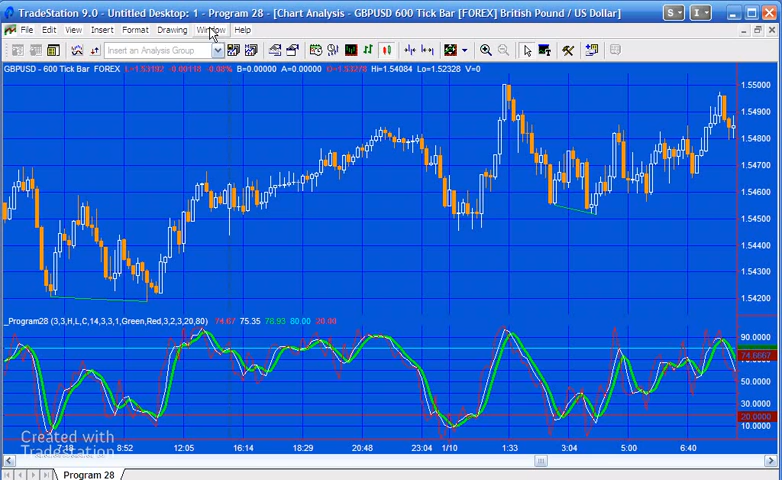 TradeStation 9.0 - Untitled Desktop: 1 - Program 28 - [Chart Analysis - GBPUSD 600 Tick Bar [FOREX] British Pound / US Dollar]
S I
File Edit View Insert Format Drawing Window Help
Insert an Analysis Group
GBPUSD - 600 Tick Bar FOREX L=1.53192 -0.00118 -0.08% B=0.00000 A=0.00000 O=1.53278 Hi=1.54084 Lo=1.52328 V=0
1.55000
1.54900
1.54800
1.54700
1.54600
1.54500
1.54400
1.54300
1.54200
_Program28 (3,3,H,L,C,14,3,3,1,Green,Red,3,2,3,20,80) 74.67 75.35 78.93 80.00 20.00
90.0000
74.6667
70.0000
50.0000
40.0000
30.0000
20.0000
10.0000
Created with
TradeStation
8:22 12:05 16:14 18:29 20:48 23:04 1/10 1:33 3:04 5:00 6:40
Program 28